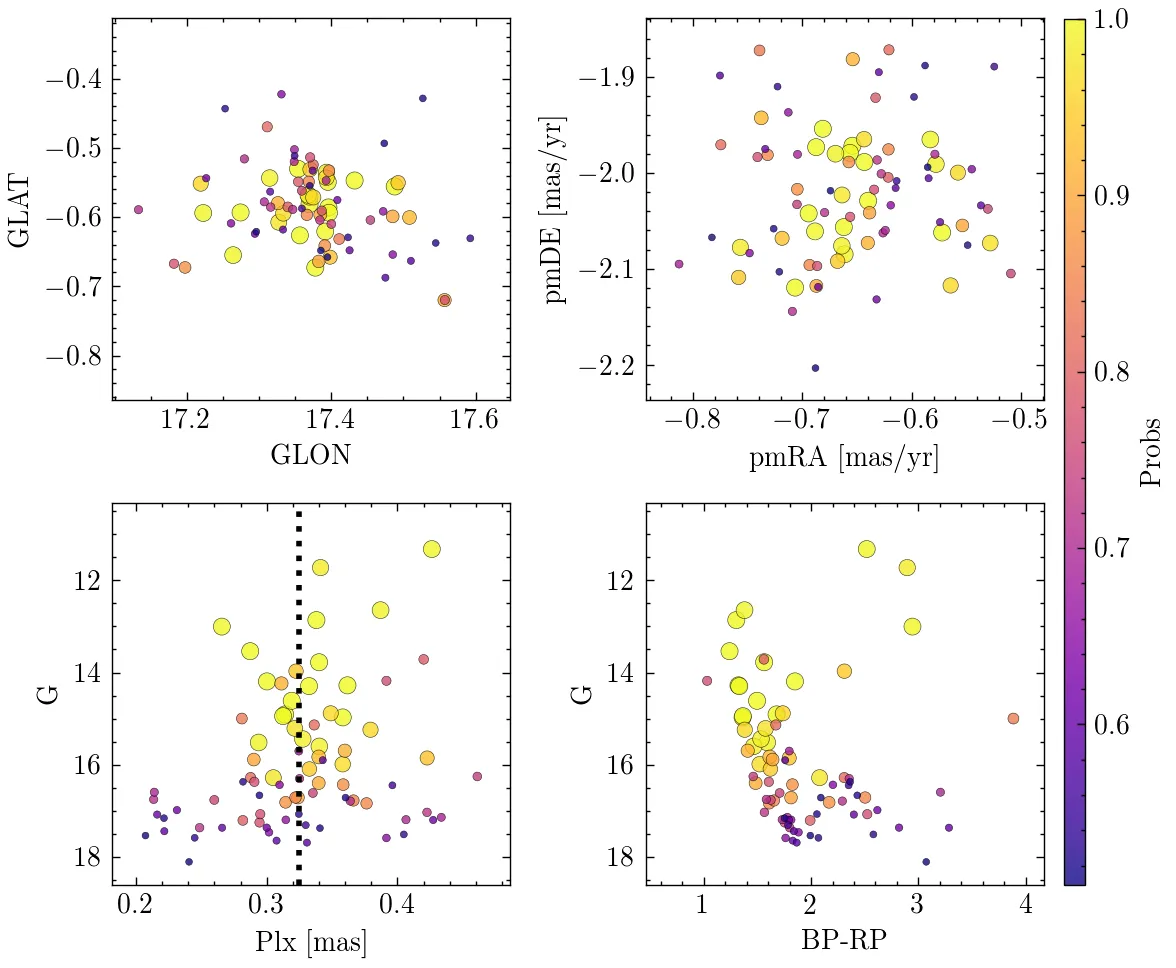 −0.4
−0.5
−0.6
−0.7
−0.8
GLAT
17.2 17.4 17.6
GLON
−1.9
−2.0
−2.1
−2.2
pmDE [mas/yr]
−0.8 −0.7 −0.6 −0.5
pmRA [mas/yr]
12
14
16
18
G
0.2 0.3 0.4
Plx [mas]
12
14
16
18
G
1 2 3 4
BP-RP
1.0
0.9
0.8
0.7
0.6
Probs